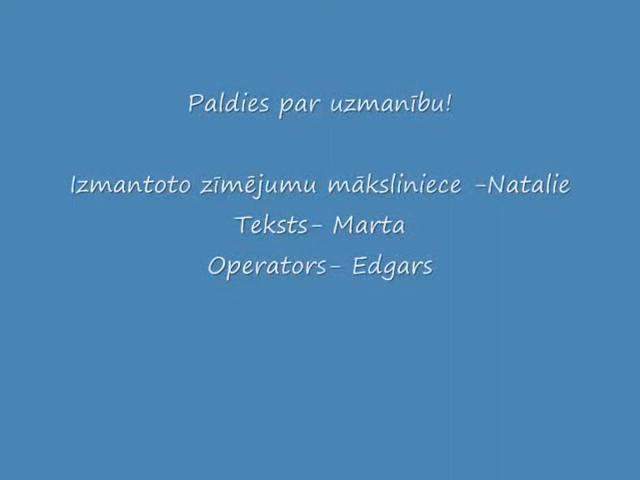 Paldies par uzmanību!
Izmantoto zīmējumu māksliniece -Natalie
Teksts- Marta
Operators- Edgars